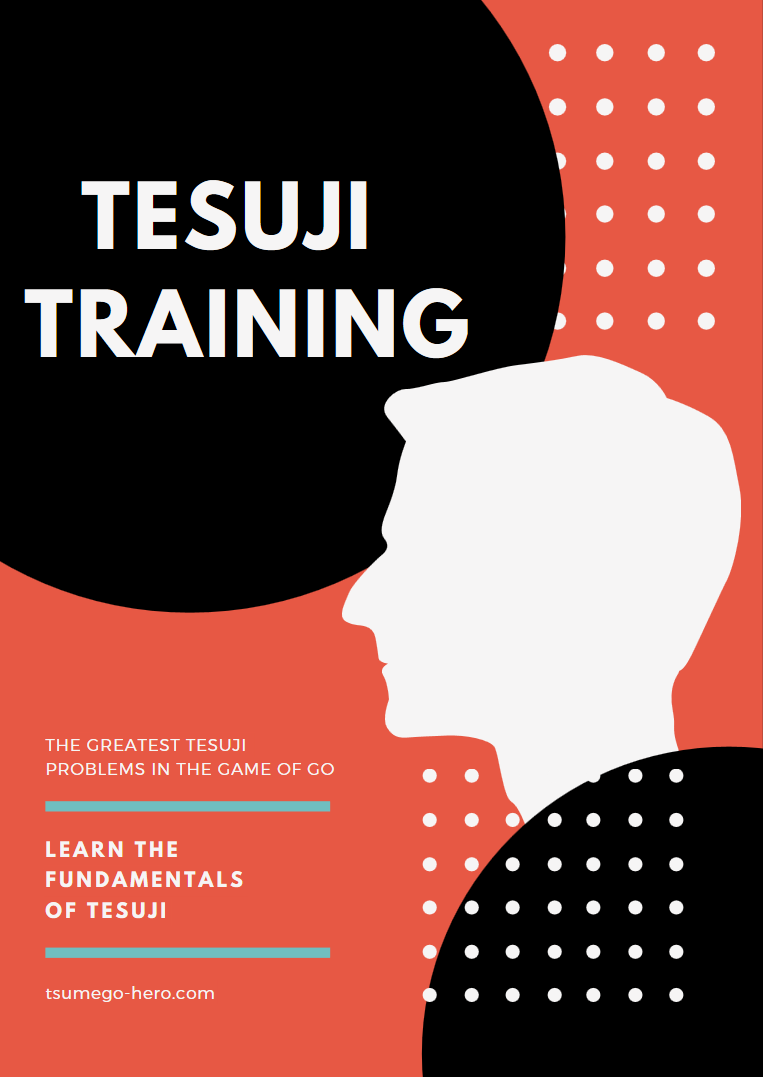 TESUJI
TRAINING
THE GREATEST TESUJI
PROBLEMS IN THE GAME OF GO
LEARN THE
FUNDAMENTALS
OF TESUJI
tsumego-hero.com